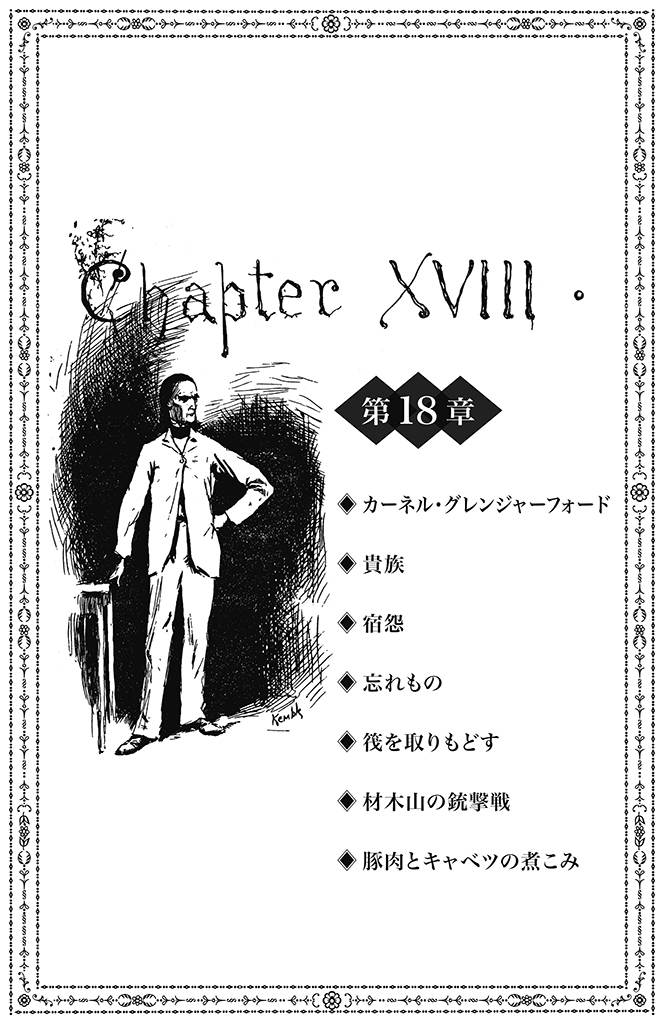 Chapter XVIII.
第18章
カーネル・グレンジャーフォード
貴族
宿怨
忘れもの
筏を取りもどす
材木山の銃撃戦
豚肉とキャベツの煮こみ
Kemble